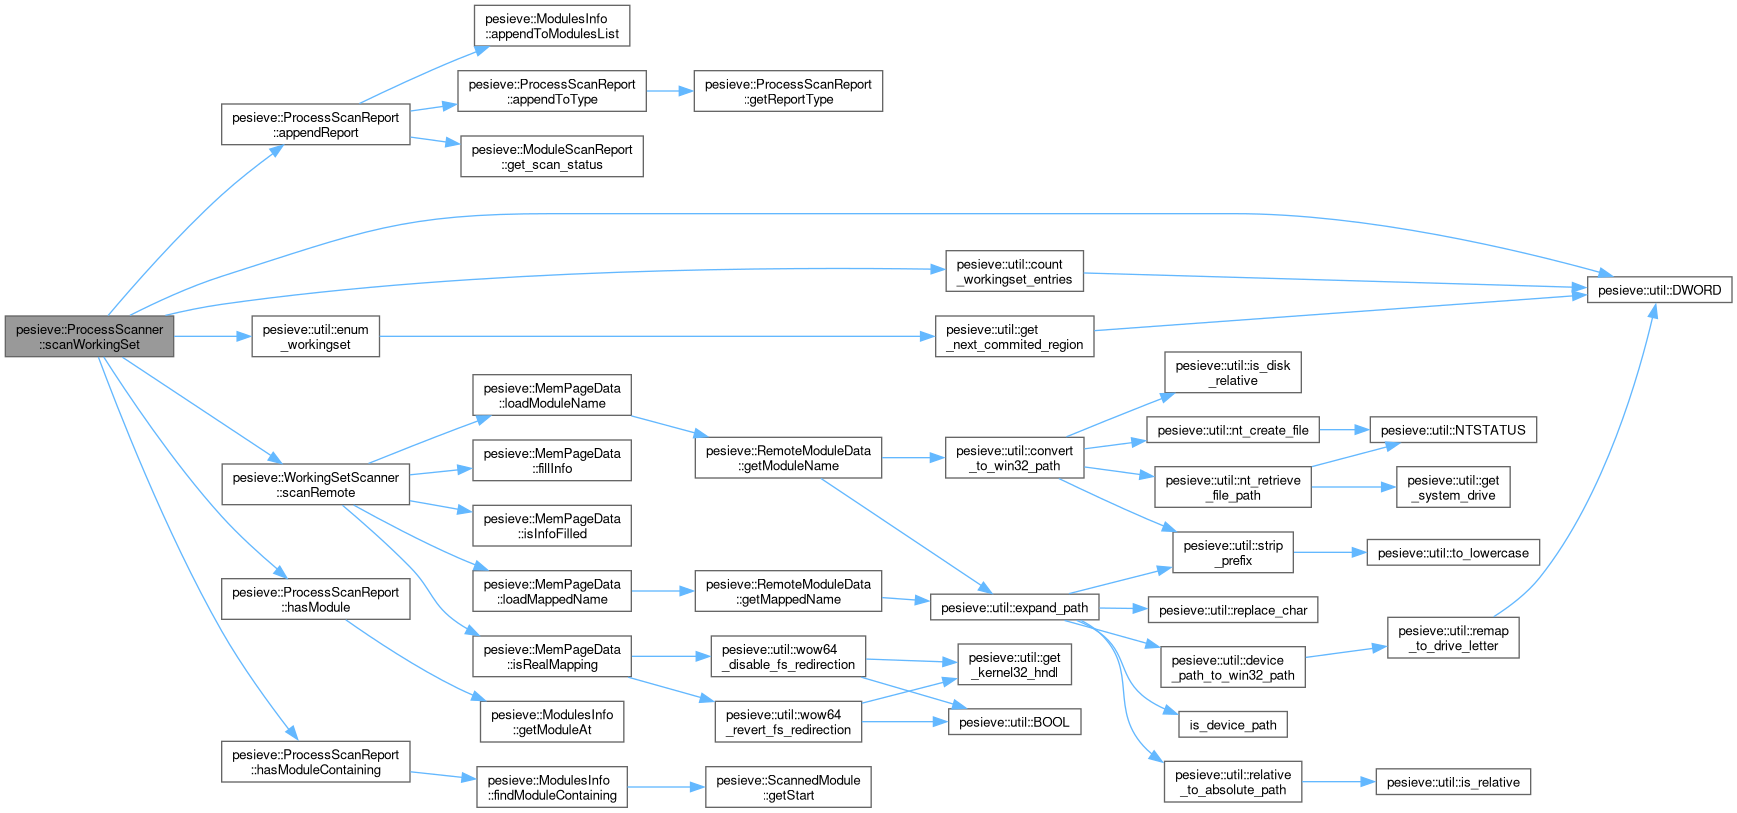 pesieve::ModulesInfo
::appendToModulesList
pesieve::ProcessScanReport
::appendToType
pesieve::ProcessScanReport
::getReportType
pesieve::ProcessScanReport
::appendReport
pesieve::ModuleScanReport
::get_scan_status
pesieve::util::count
_workingset_entries
pesieve::util::DWORD
pesieve::ProcessScanner
::scanWorkingSet
pesieve::util::enum
_workingset
pesieve::util::get
_next_commited_region
pesieve::util::is_disk
_relative
pesieve::MemPageData
::loadModuleName
pesieve::util::nt_create_file
pesieve::util::NTSTATUS
pesieve::RemoteModuleData
::getModuleName
pesieve::util::convert
_to_win32_path
pesieve::MemPageData
::fillInfo
pesieve::WorkingSetScanner
::scanRemote
pesieve::util::nt_retrieve
_file_path
pesieve::util::get
_system_drive
pesieve::MemPageData
::isInfoFilled
pesieve::util::strip
_prefix
pesieve::util::to_lowercase
pesieve::MemPageData
::loadMappedName
pesieve::RemoteModuleData
::getMappedName
pesieve::ProcessScanReport
::hasModule
pesieve::util::expand_path
pesieve::util::replace_char
pesieve::util::remap
_to_drive_letter
pesieve::MemPageData
::isRealMapping
pesieve::util::wow64
_disable_fs_redirection
pesieve::util::get
_kernel32_hndl
pesieve::util::device
_path_to_win32_path
pesieve::ModulesInfo
::getModuleAt
pesieve::util::wow64
_revert_fs_redirection
pesieve::util::BOOL
is_device_path
pesieve::ProcessScanReport
::hasModuleContaining
pesieve::ModulesInfo
::findModuleContaining
pesieve::ScannedModule
::getStart
pesieve::util::relative
_to_absolute_path
pesieve::util::is_relative